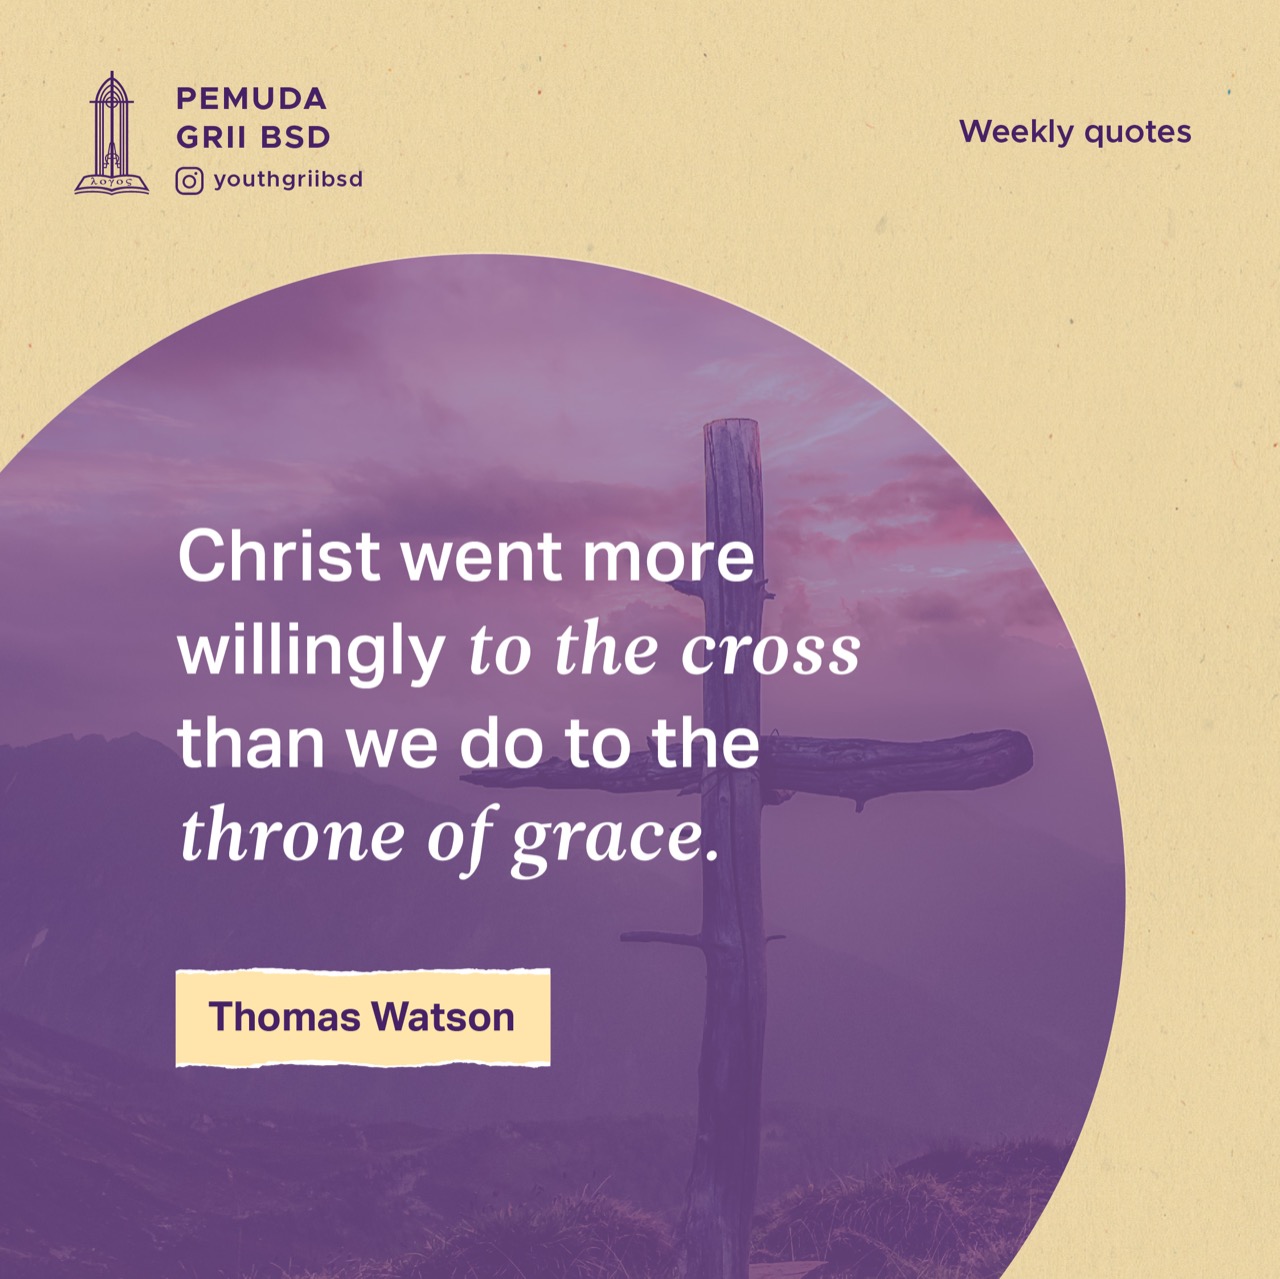 PEMUDA
GRII BSD
youthgriibsd
λογος
Weekly quotes
Christ went more
willingly to the cross
than we do to the
throne of grace.
Thomas Watson